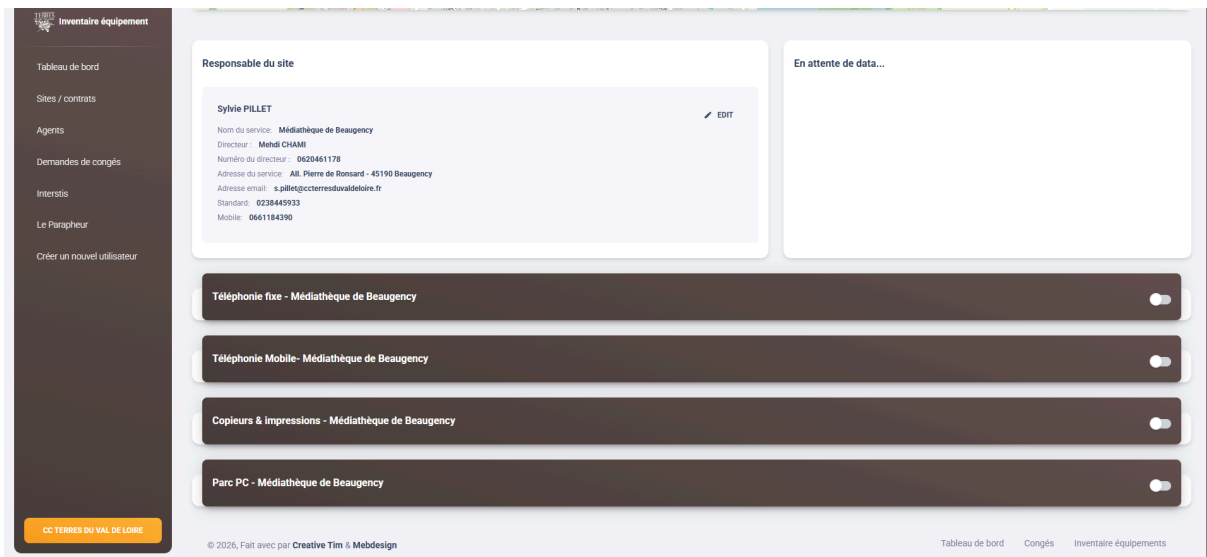 TERRES
Inventaire équipement
Tableau de bord
Sites / contrats
Agents
Demandes de congés
Interstis
Le Parapheur
Créer un nouvel utilisateur
CC TERRES DU VAL DE LOIRE
Responsable du site
Sylvie PILLET
EDIT
Nom du service: Médiathèque de Beaugency
Directeur : Mehdi CHAMI
Numéro du directeur : 0620461178
Adresse du service: All. Pierre de Ronsard - 45190 Beaugency
Adresse email: s.pillet@ccterresduvaldeloire.fr
Standard: 0238445933
Mobile: 0661184390
En attente de data...
Téléphonie fixe - Médiathèque de Beaugency
Téléphonie Mobile- Médiathèque de Beaugency
Copieurs & impressions - Médiathèque de Beaugency
Parc PC - Médiathèque de Beaugency
© 2026, Fait avec par Creative Tim & Mebdesign
Tableau de bord Congés Inventaire équipements